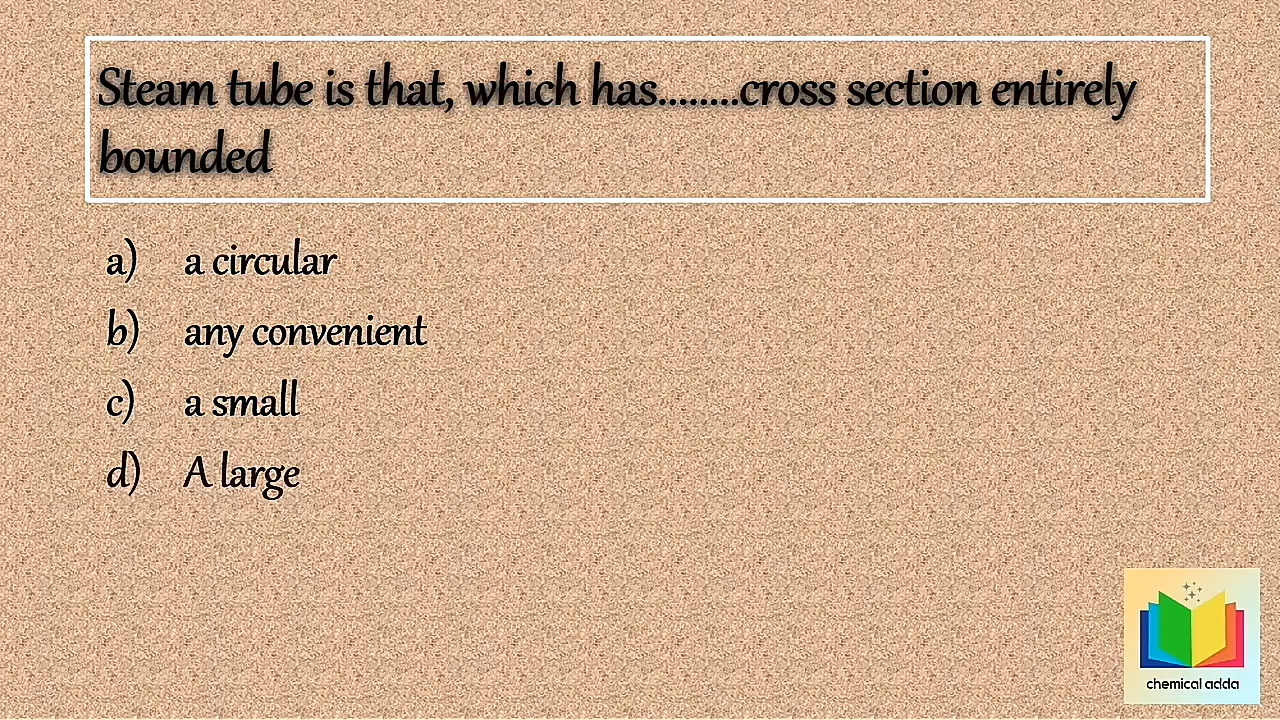 Steam tube is that, which has........cross section entirely
bounded
a) a circular
b) any convenient
c) a small
d) A large
chemical adda